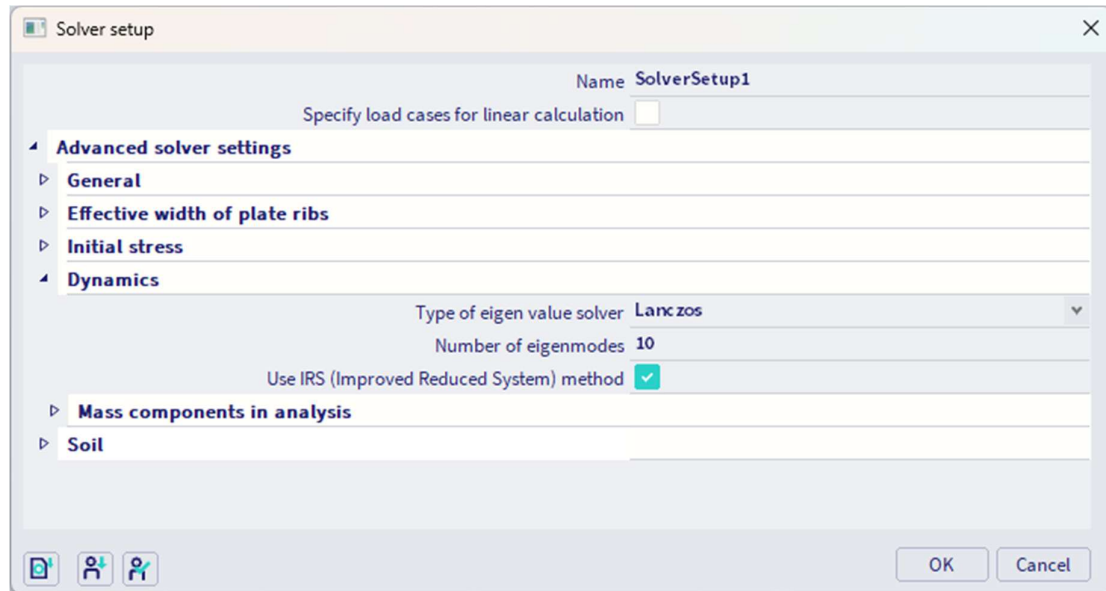 Solver setup
Name SolverSetup1
Specify load cases for linear calculation
Advanced solver settings
General
Effective width of plate ribs
Initial stress
Dynamics
Type of eigen value solver Lanczos
Number of eigenmodes 10
Use IRS (Improved Reduced System) method
Mass components in analysis
Soil
OK Cancel